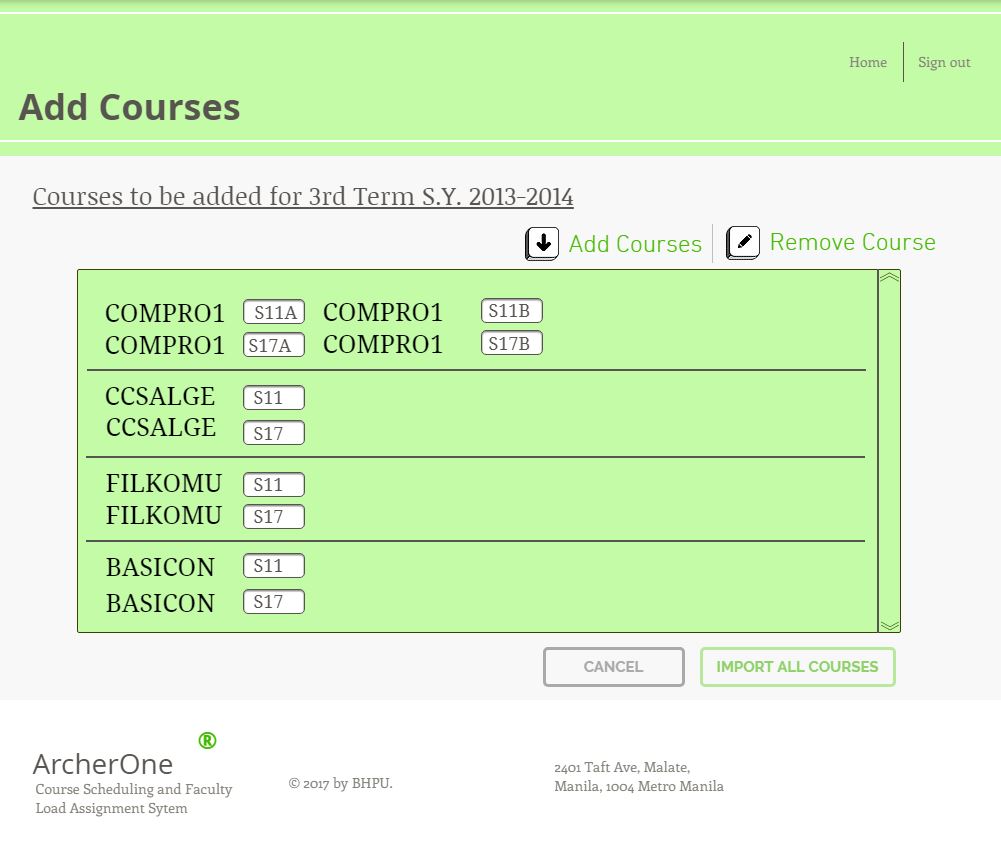 Home Sign out
Add Courses
Courses to be added for 3rd Term S.Y. 2013-2014
Add Courses Remove Course
COMPRO1 S11A COMPRO1 S11B
COMPRO1 S17A COMPRO1 S17B
CCSALGE S11
CCSALGE S17
FILKOMU S11
FILKOMU S17
BASICON S11
BASICON S17
CANCEL IMPORT ALL COURSES
®
ArcherOne
Course Scheduling and Faculty
Load Assignment Sytem
© 2017 by BHPU.
2401 Taft Ave, Malate,
Manila, 1004 Metro Manila